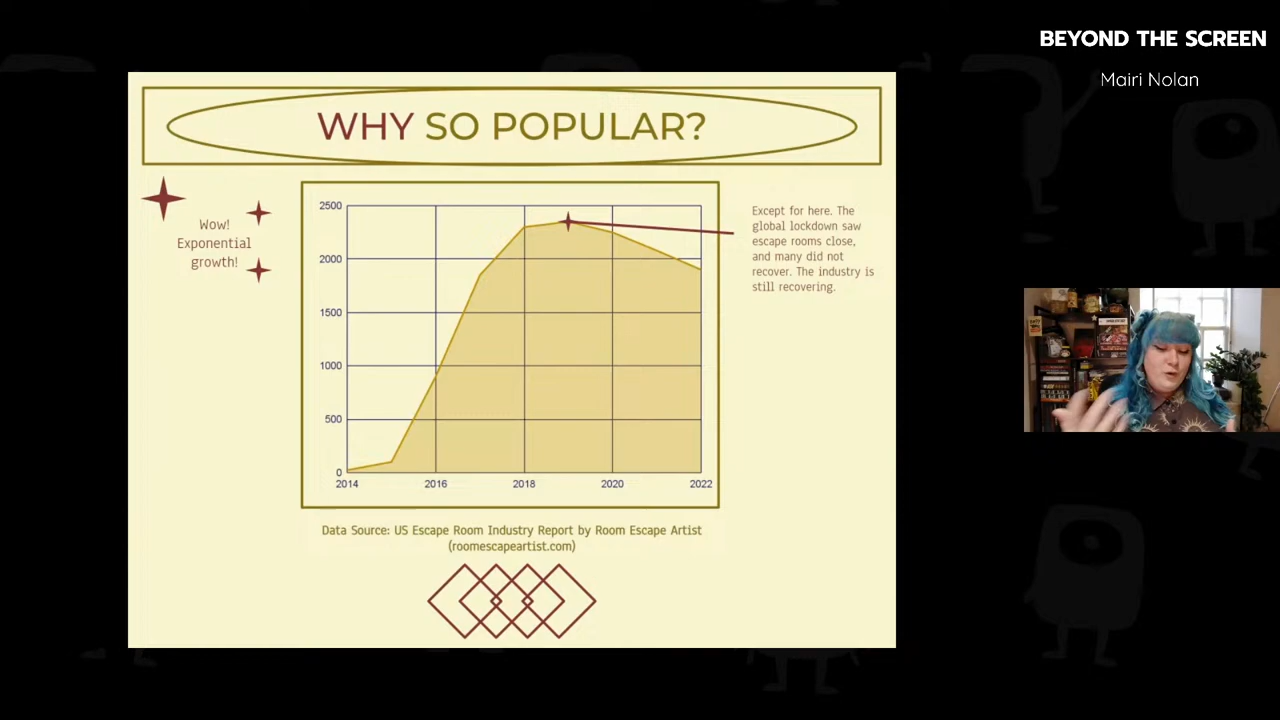 BEYOND THE SCREEN
Mairi Nolan
WHY SO POPULAR?
Wow!
Exponential
growth!
2500
2000
1500
1000
500
0
2014
2016
2018
2020
2022
Except for here. The
global lockdown saw
escape rooms close,
and many did not
recover. The industry is
still recovering.
Data Source: US Escape Room Industry Report by Room Escape Artist
(roomescapeartist.com)